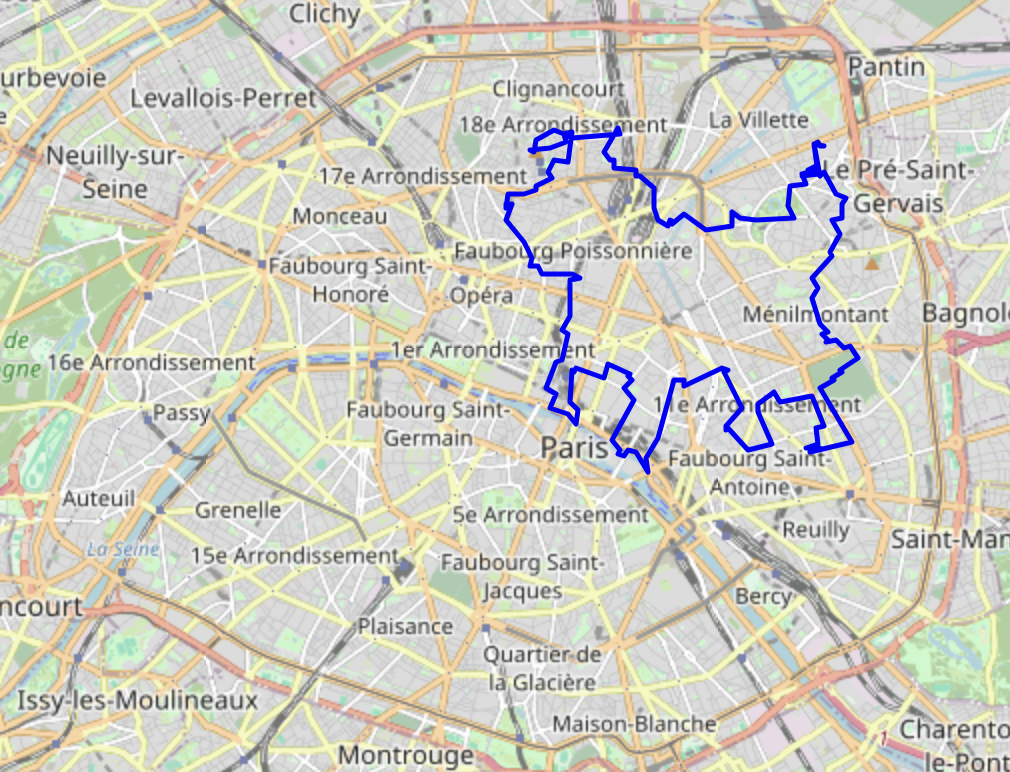 Clichy
Pantin
urbevoie
Levallois-Perret
Clignancourt
18e Arrondissement
La Villette
Neuilly-sur-
Seine
17e Arrondissement
Le Pré-Saint-
Gervais
Monceau
Faubourg Poissonnière
Faubourg Saint-
Honoré
Opéra
Ménilmontant
Bagnole
de
ogne
16e Arrondissement
1er Arrondissement
Passy
Faubourg Saint-
Germain
11e Arrondissement
Paris
Faubourg Saint-
Antoine
Auteuil
Grenelle
5e Arrondissement
Reuilly
Saint-Man
La Seine
15e Arrondissement
Faubourg Saint-
Jacques
Bercy
ncourt
Plaisance
Quartier de
la Glacière
Issy-les-Moulineaux
Maison-Blanche
1
Charento
le-Pont
Montrouge